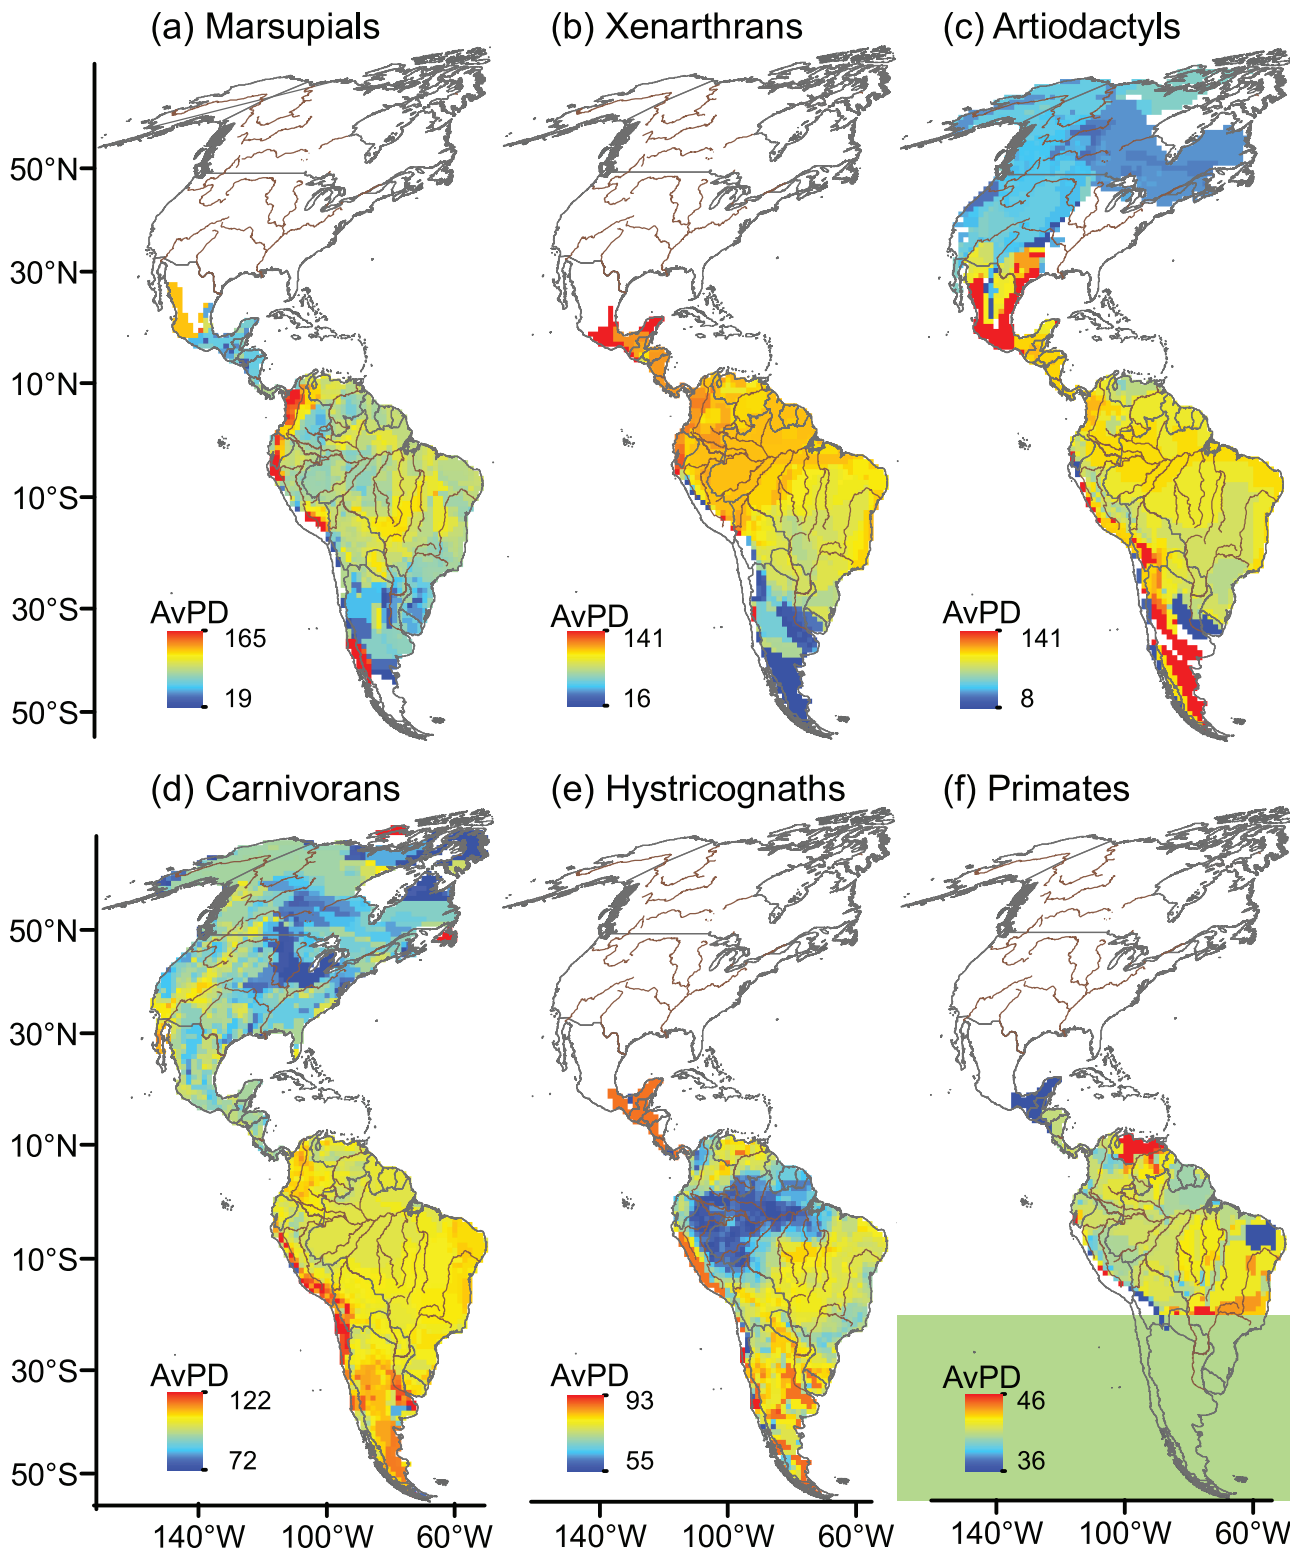 (a) Marsupials
(b) Xenarthrans
(c) Artiodactyls
50°N
30°N
10°N
10°S
30°S
50°S
AvPD
165
19
AvPD
141
16
AvPD
141
8
(d) Carnivorans
(e) Hystricognaths
(f) Primates
50°N
30°N
10°N
10°S
30°S
50°S
AvPD
122
72
AvPD
93
55
AvPD
46
36
140°W 100°W 60°W
140°W 100°W 60°W
140°W 100°W 60°W